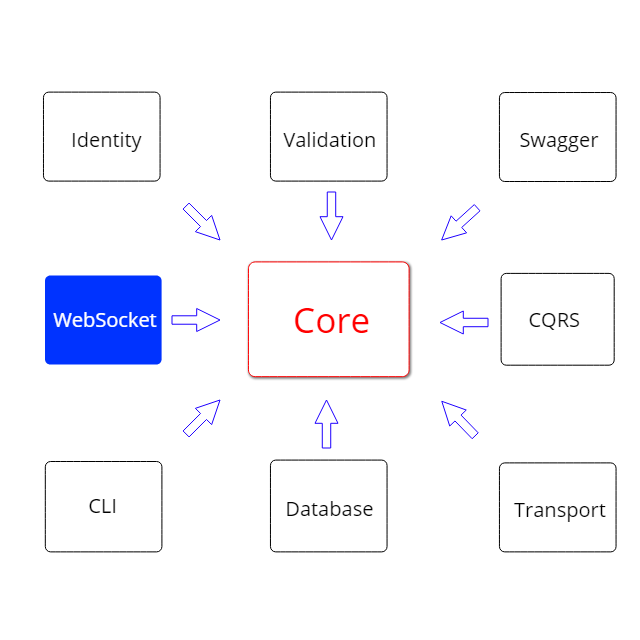 Identity
Validation
Swagger
WebSocket
Core
CQRS
CLI
Database
Transport